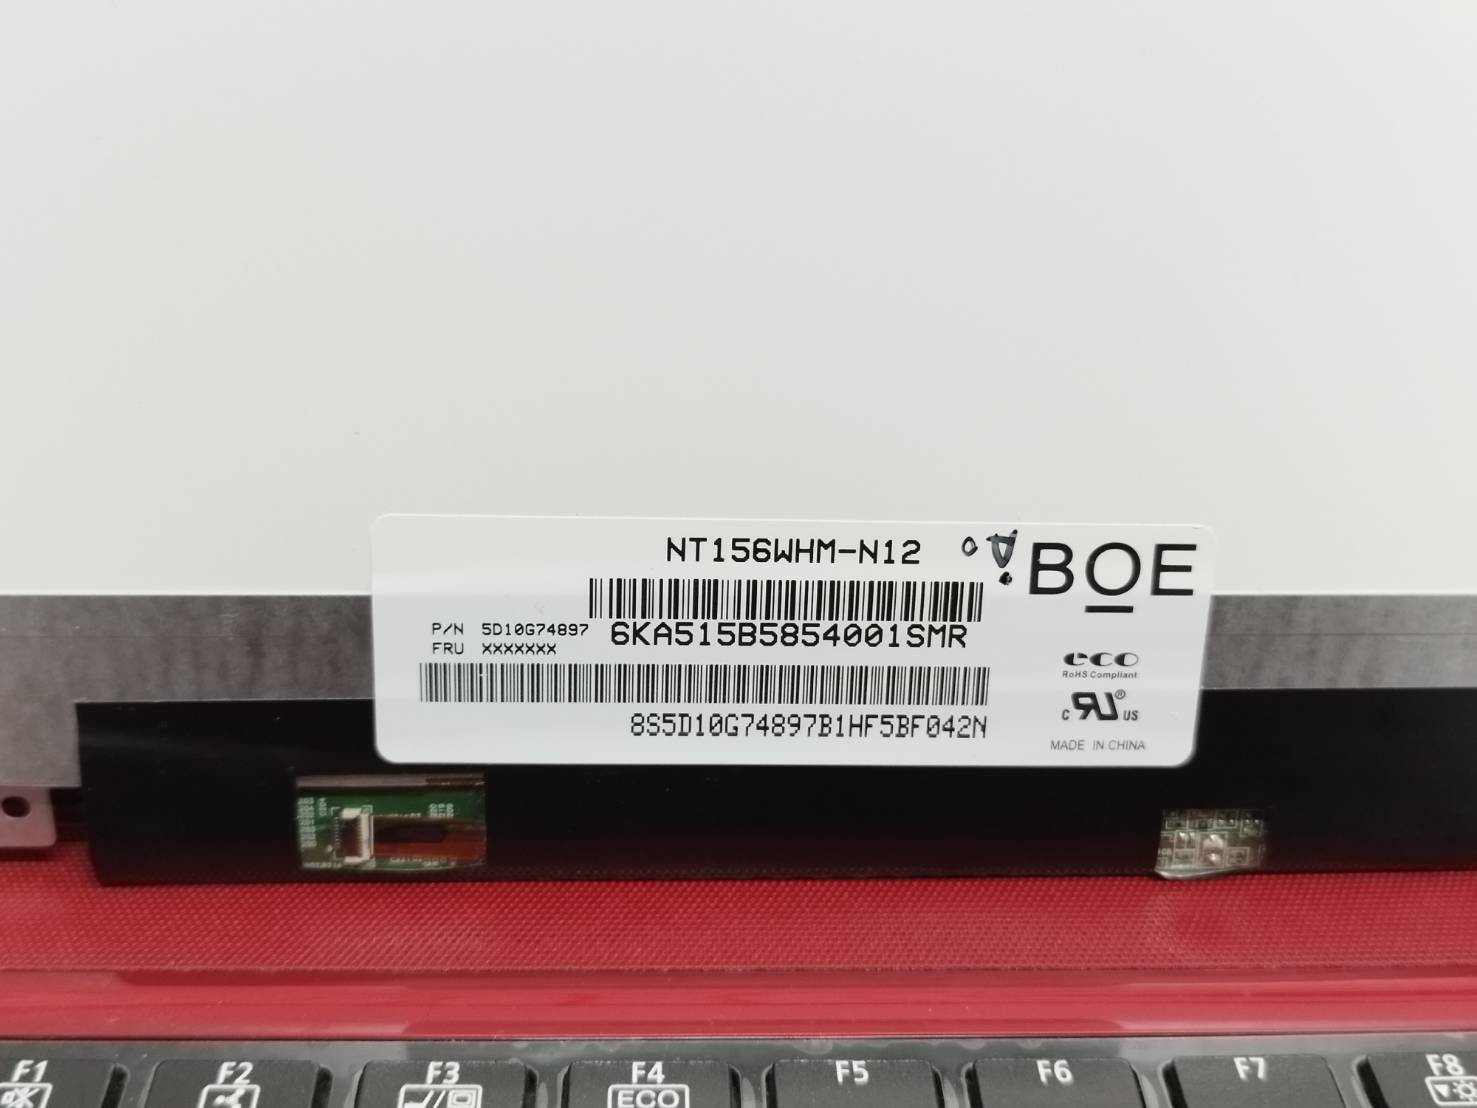 NT156WHM-N12
BOE
P/N 5D10G74897
6KA515B5854001SMR
FRU XXXXXXX
8S5D10G74897B1HF5BF042N
eco
RoHS Compliant
c RU ® US
MADE IN CHINA
F1 F2 F3 F4 F5 F6 F7 F8
ECO